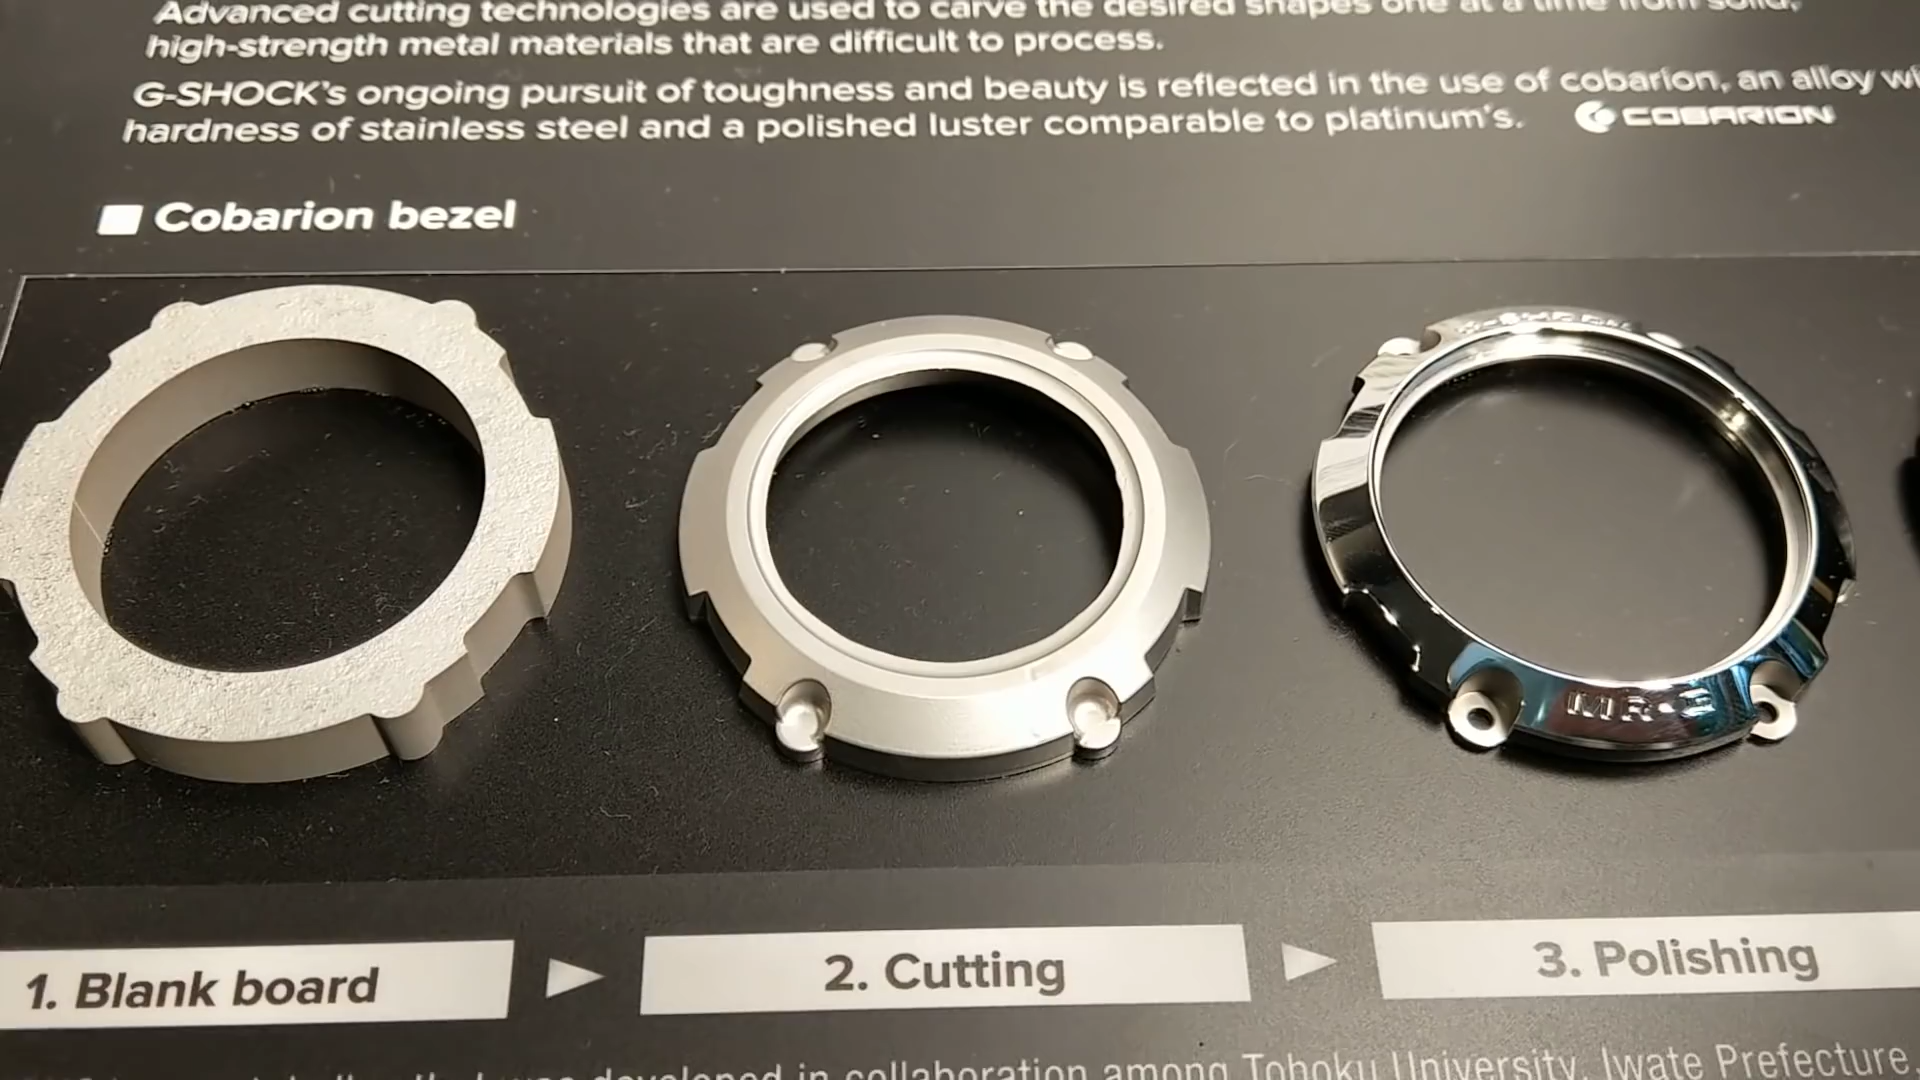 Advanced cutting technologies are used to carve the desired shapes one at a time from solid,
high-strength metal materials that are difficult to process.
G-SHOCK's ongoing pursuit of toughness and beauty is reflected in the use of cobarion, an alloy
hardness of stainless steel and a polished luster comparable to platinum's. COBARION
Cobarion bezel
MR-G
1. Blank board
2. Cutting
3. Polishing
developed in collaboration among Tohoku University, Iwate Prefecture,